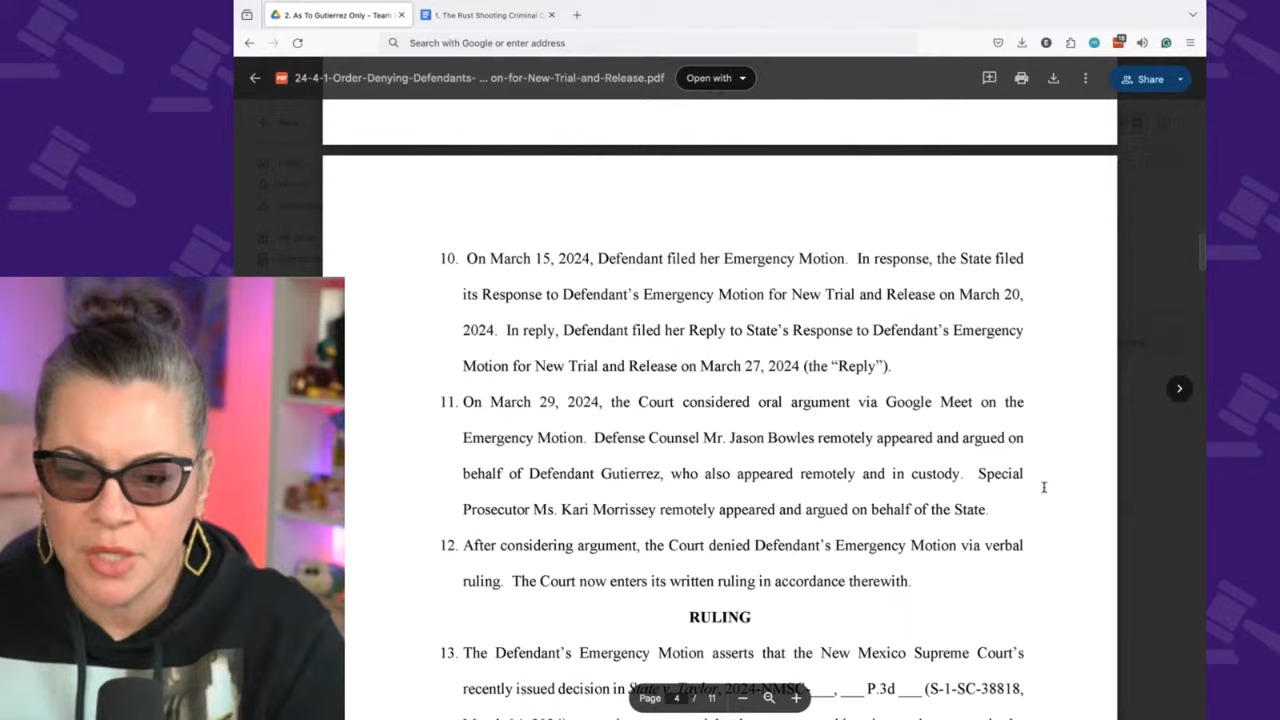 2. As To Gutierrez Only - Team
1. The Rust Shooting Criminal C
Search with Google or enter address
24-4-1-Order-Denying-Defendants- ... on-for-New-Trial-and-Release.pdf
Open with
Share
10. On March 15, 2024, Defendant filed her Emergency Motion. In response, the State filed
its Response to Defendant's Emergency Motion for New Trial and Release on March 20,
2024. In reply, Defendant filed her Reply to State's Response to Defendant's Emergency
Motion for New Trial and Release on March 27, 2024 (the “Reply”).
11. On March 29, 2024, the Court considered oral argument via Google Meet on the
Emergency Motion. Defense Counsel Mr. Jason Bowles remotely appeared and argued on
behalf of Defendant Gutierrez, who also appeared remotely and in custody. Special
Prosecutor Ms. Kari Morrissey remotely appeared and argued on behalf of the State.
12. After considering argument, the Court denied Defendant's Emergency Motion via verbal
ruling. The Court now enters its written ruling in accordance therewith.
RULING
13. The Defendant's Emergency Motion asserts that the New Mexico Supreme Court's
recently issued decision in State v. Taylor, 2024-NMSC-___, ___ P.3d ___ (S-1-SC-38818,
Page 4 / 11